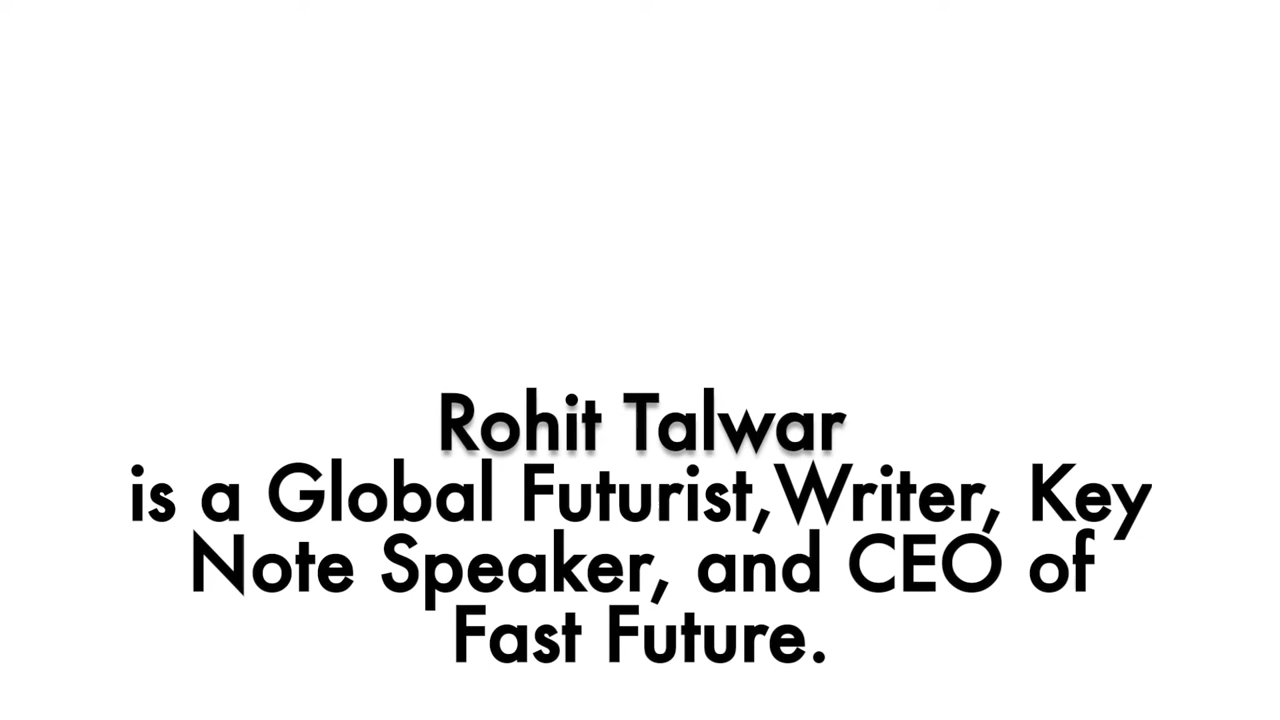 Rohit Talwar
is a Global Futurist,Writer, Key
Note Speaker, and CEO of
Fast Future.